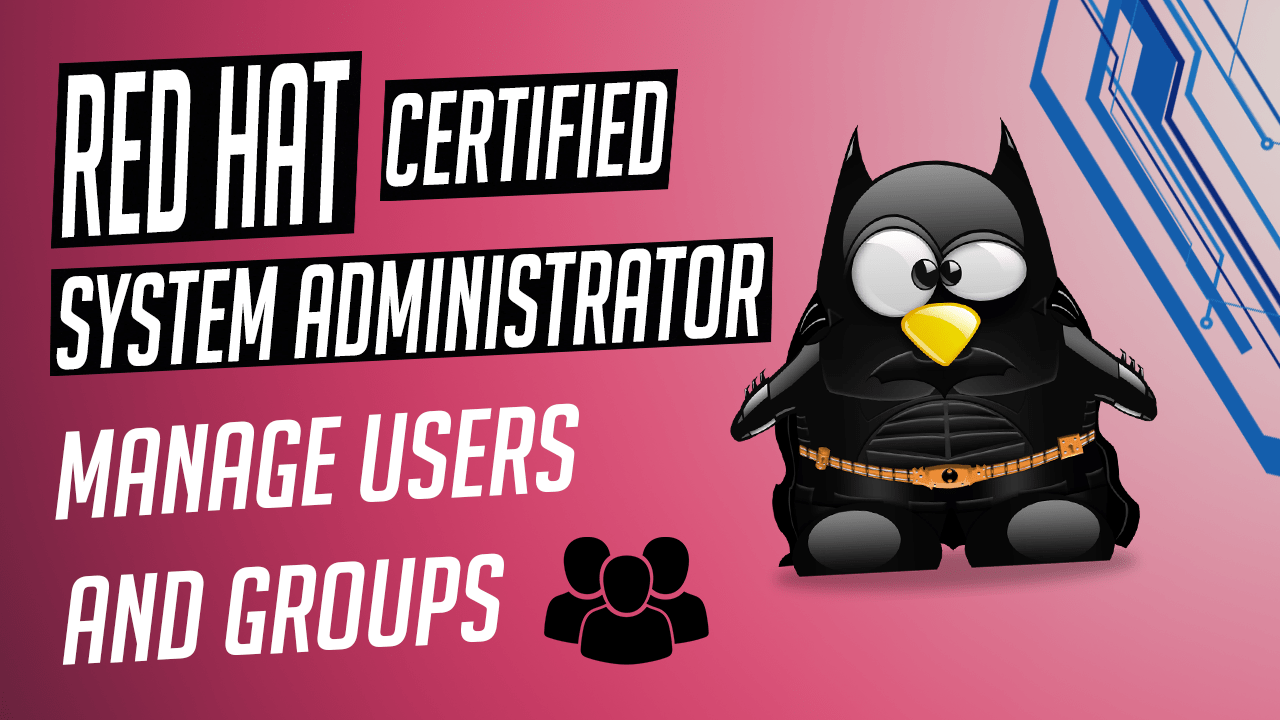 RED HAT CERTIFIED
SYSTEM ADMINISTRATOR
MANAGE USERS
AND GROUPS